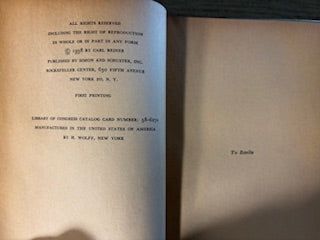 ALL RIGHTS RESERVED
INCLUDING THE RIGHT OF REPRODUCTION
IN WHOLE OR IN PART IN ANY FORM
© 1958 BY CARL REINER
PUBLISHED BY SIMON AND SCHUSTER, INC.
ROCKEFELLER CENTER, 630 FIFTH AVENUE
NEW YORK 20, N. Y.
FIRST PRINTING
LIBRARY OF CONGRESS CATALOG CARD NUMBER: 58-6271
MANUFACTURED IN THE UNITED STATES OF AMERICA
BY H. WOLFF, NEW YORK
To Estelle